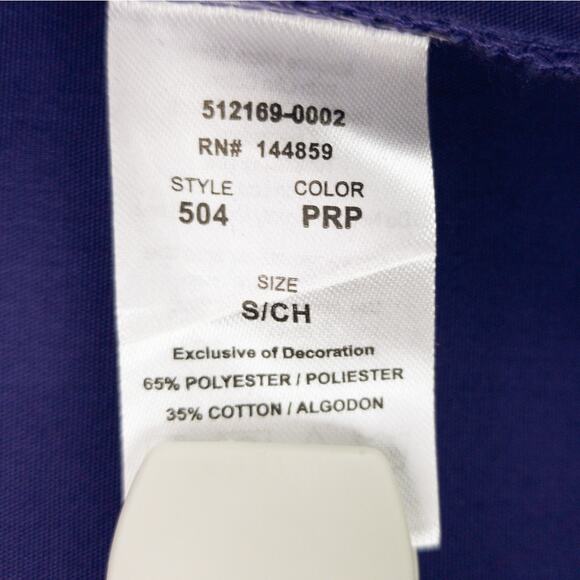 512169-0002
RN# 144859
STYLE COLOR
504 PRP
SIZE
S/CH
Exclusive of Decoration
65% POLYESTER / POLIESTER
35% COTTON / ALGODON